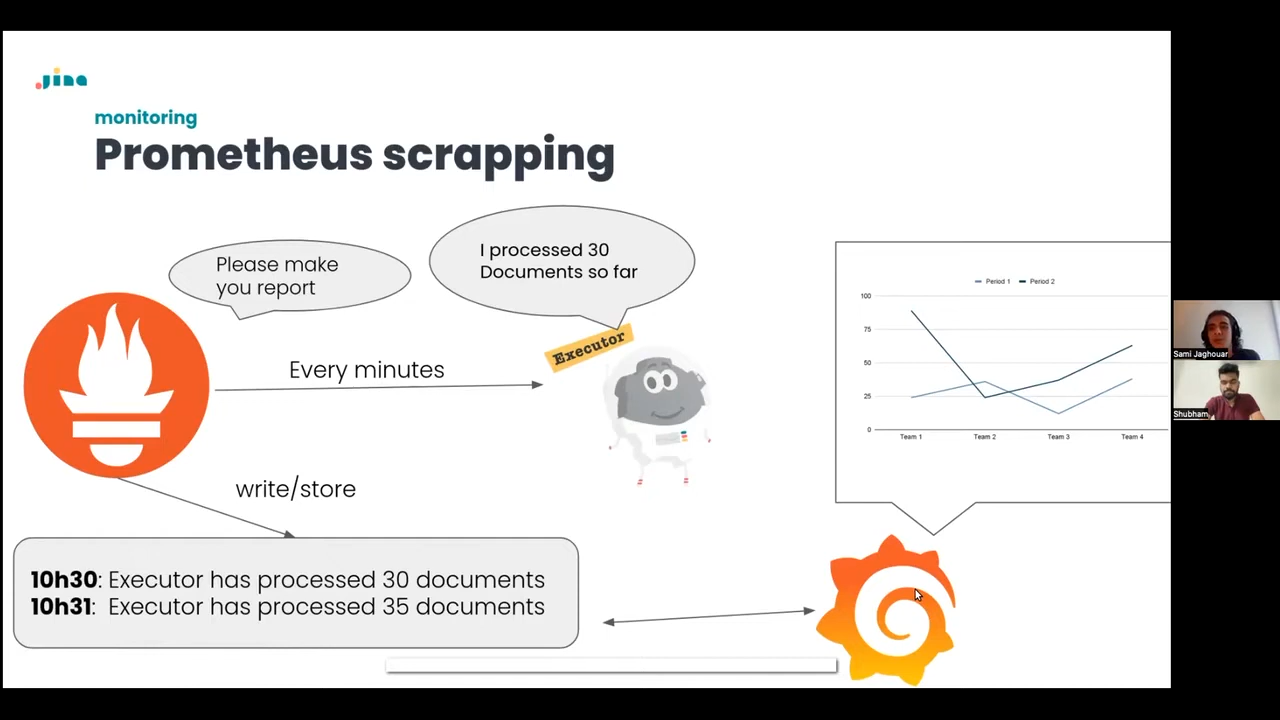 Jina
monitoring
Prometheus scrapping
Please make
you report
I processed 30
Documents so far
Executor
Every minutes
write/store
10h30: Executor has processed 30 documents
10h31: Executor has processed 35 documents
Period 1
Period 2
100
75
50
25
0
Team 1
Team 2
Team 3
Team 4
Sami Jaghouar
Shubham